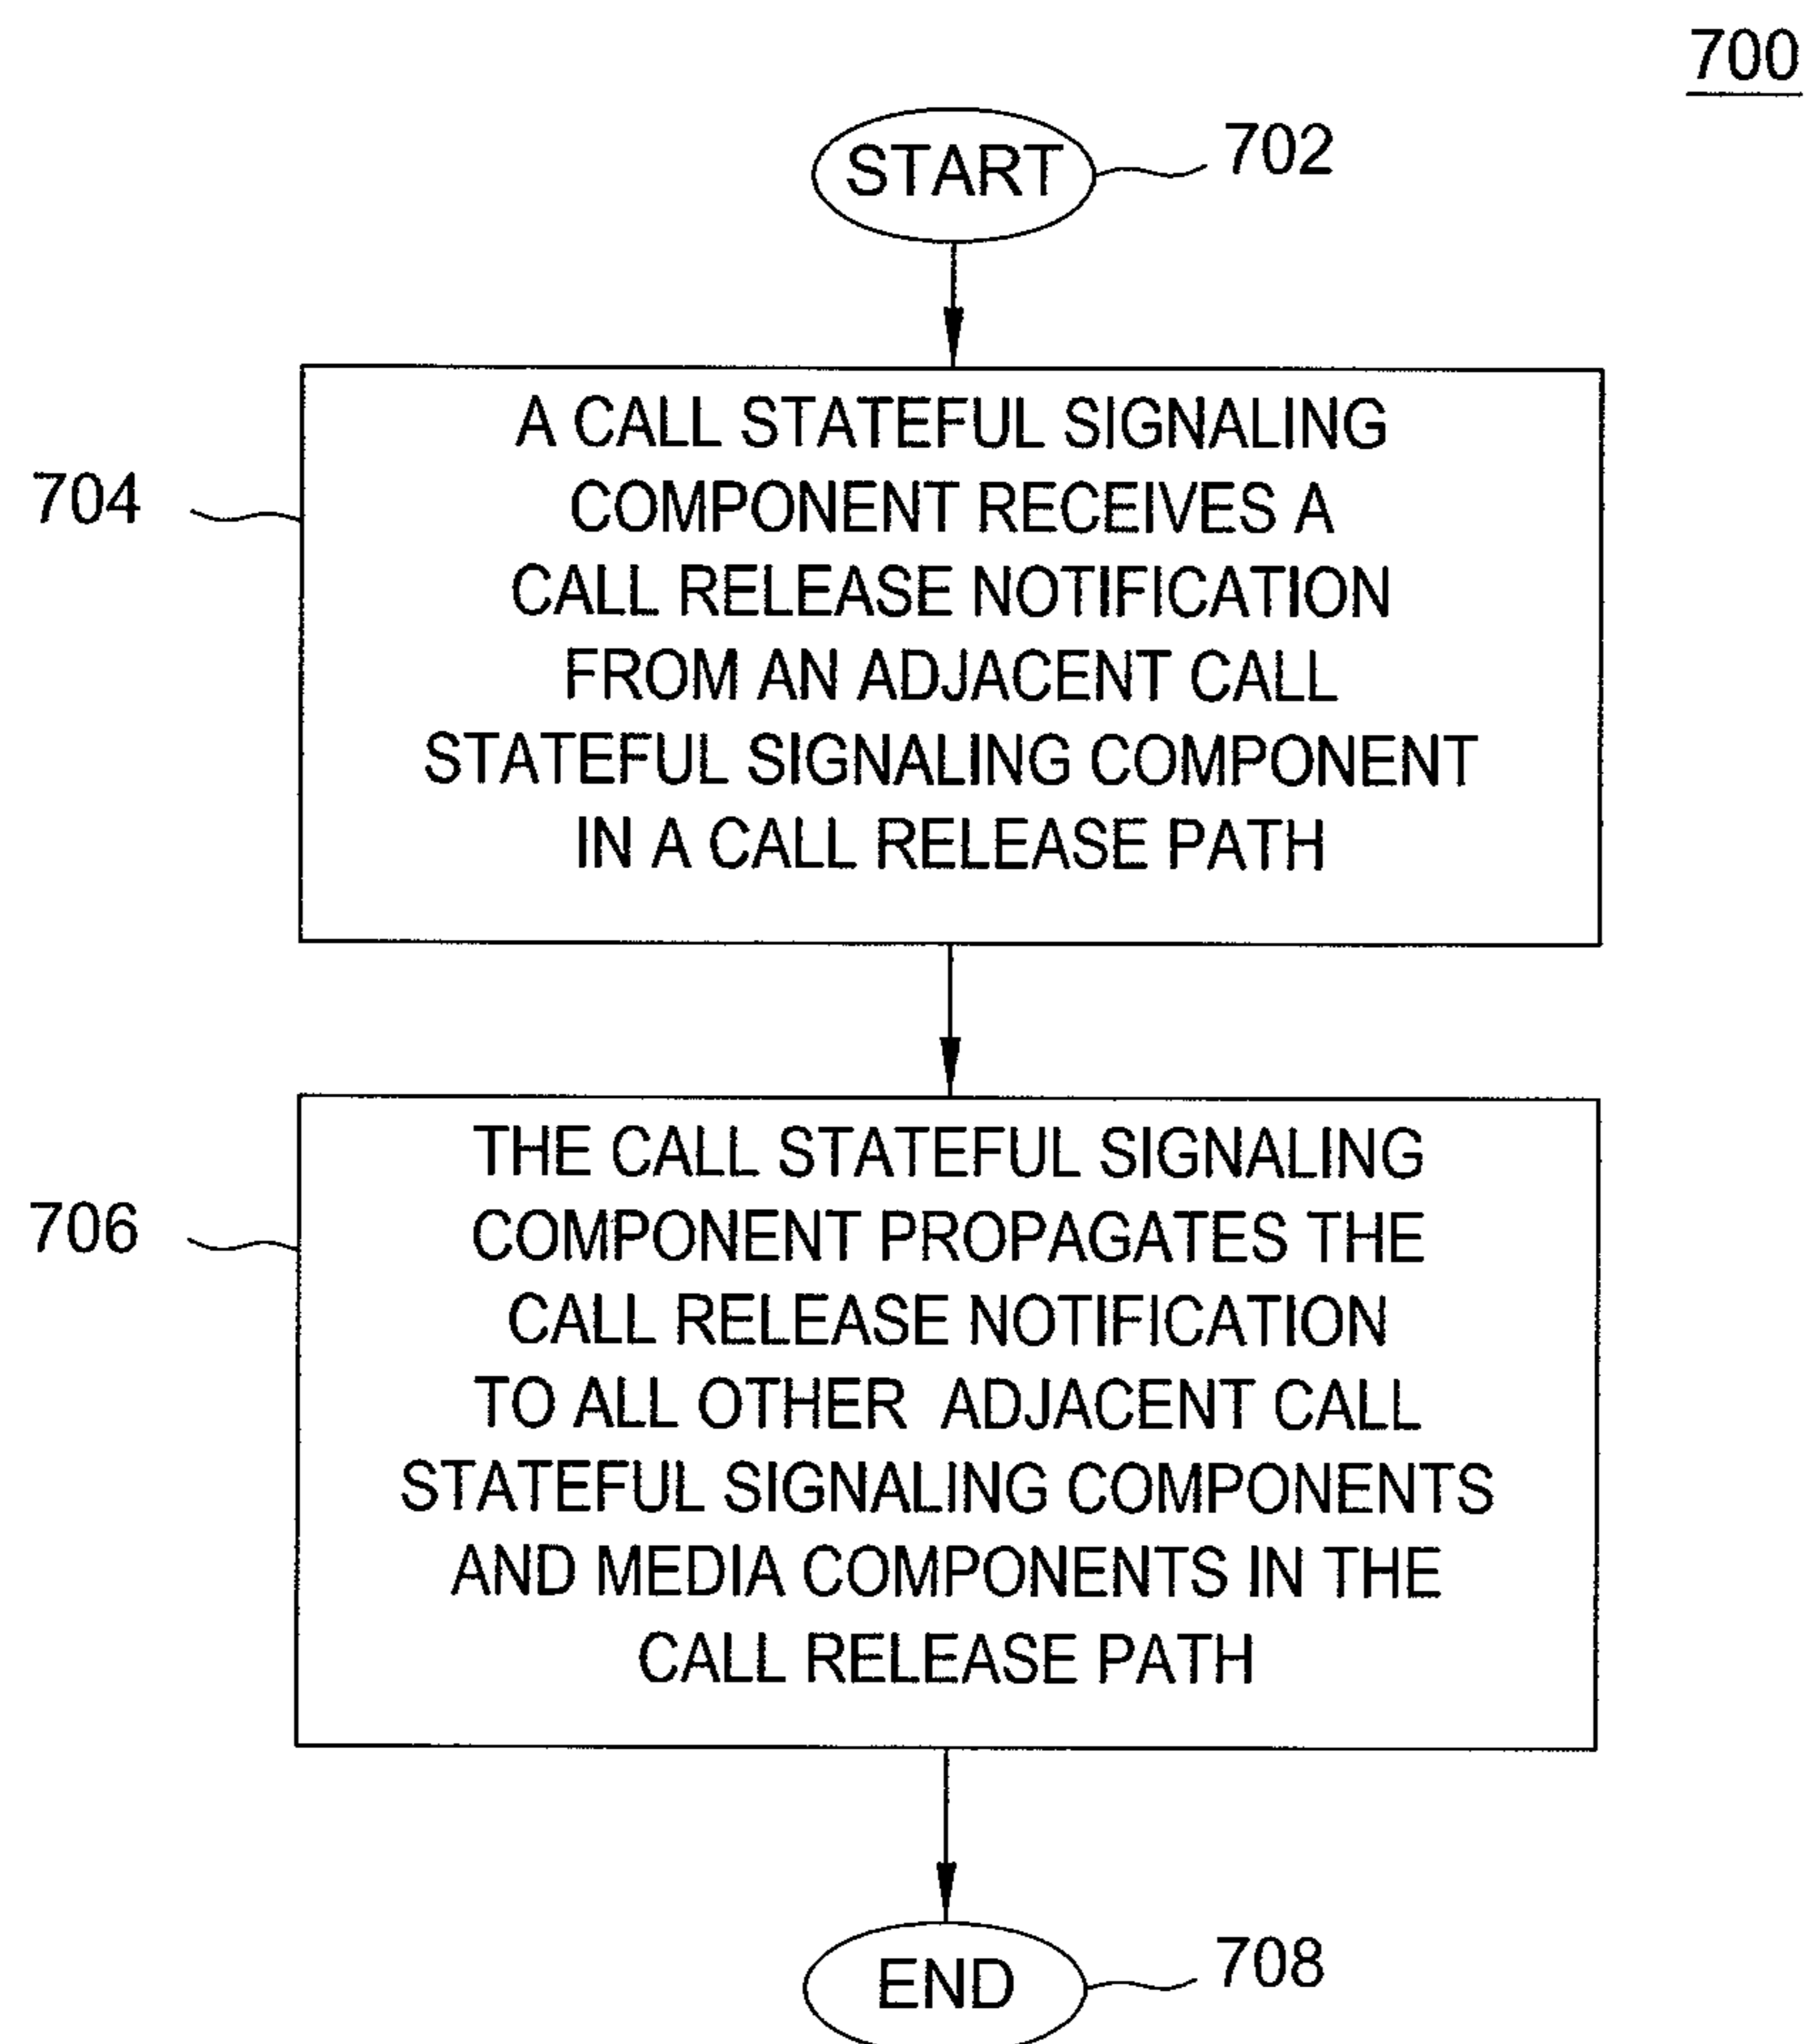 700
START
702
A CALL STATEFUL SIGNALING
COMPONENT RECEIVES A
CALL RELEASE NOTIFICATION
FROM AN ADJACENT CALL
STATEFUL SIGNALING COMPONENT
IN A CALL RELEASE PATH
704
THE CALL STATEFUL SIGNALING
COMPONENT PROPAGATES THE
CALL RELEASE NOTIFICATION
TO ALL OTHER ADJACENT CALL
STATEFUL SIGNALING COMPONENTS
AND MEDIA COMPONENTS IN THE
CALL RELEASE PATH
706
END
708